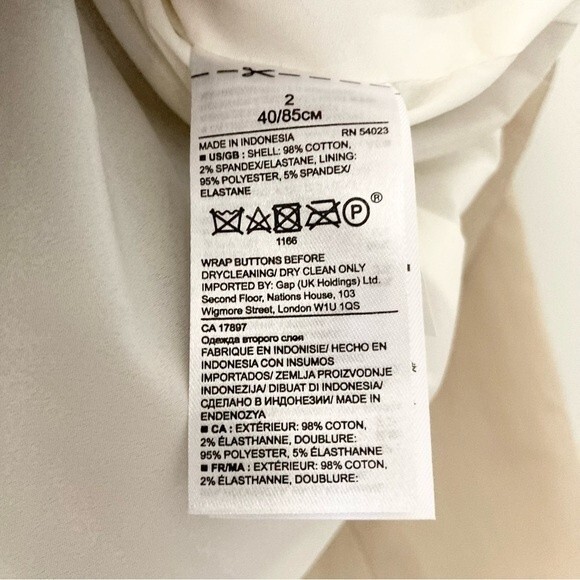 2
40/85CM
MADE IN INDONESIA RN 54023
■ US/GB : SHELL: 98% COTTON,
2% SPANDEX/ELASTANE, LINING:
95% POLYESTER, 5% SPANDEX/
ELASTANE
P ®
1166
WRAP BUTTONS BEFORE
DRYCLEANING/ DRY CLEAN ONLY
IMPORTED BY: Gap (UK Holdings) Ltd.
Second Floor, Nations House, 103
Wigmore Street, London W1U 1QS
CA 17897
Одежда второго слоя
FABRIQUE EN INDONISIE/ HECHO EN
INDONESIA CON INSUMOS
IMPORTADOS/ ZEMLJA PROIZVODNJE
INDONEZIJA/ DIBUAT DI INDONESIA/
СДЕЛАНО В ИНДОНЕЗИИ/ MADE IN
ENDENOZYA
■ CA : EXTÉRIEUR: 98% COTON,
2% ÉLASTHANNE, DOUBLURE:
95% POLYESTER, 5% ÉLASTHANNE
■ FR/MA : EXTÉRIEUR: 98% COTON,
2% ÉLASTHANNE, DOUBLURE: